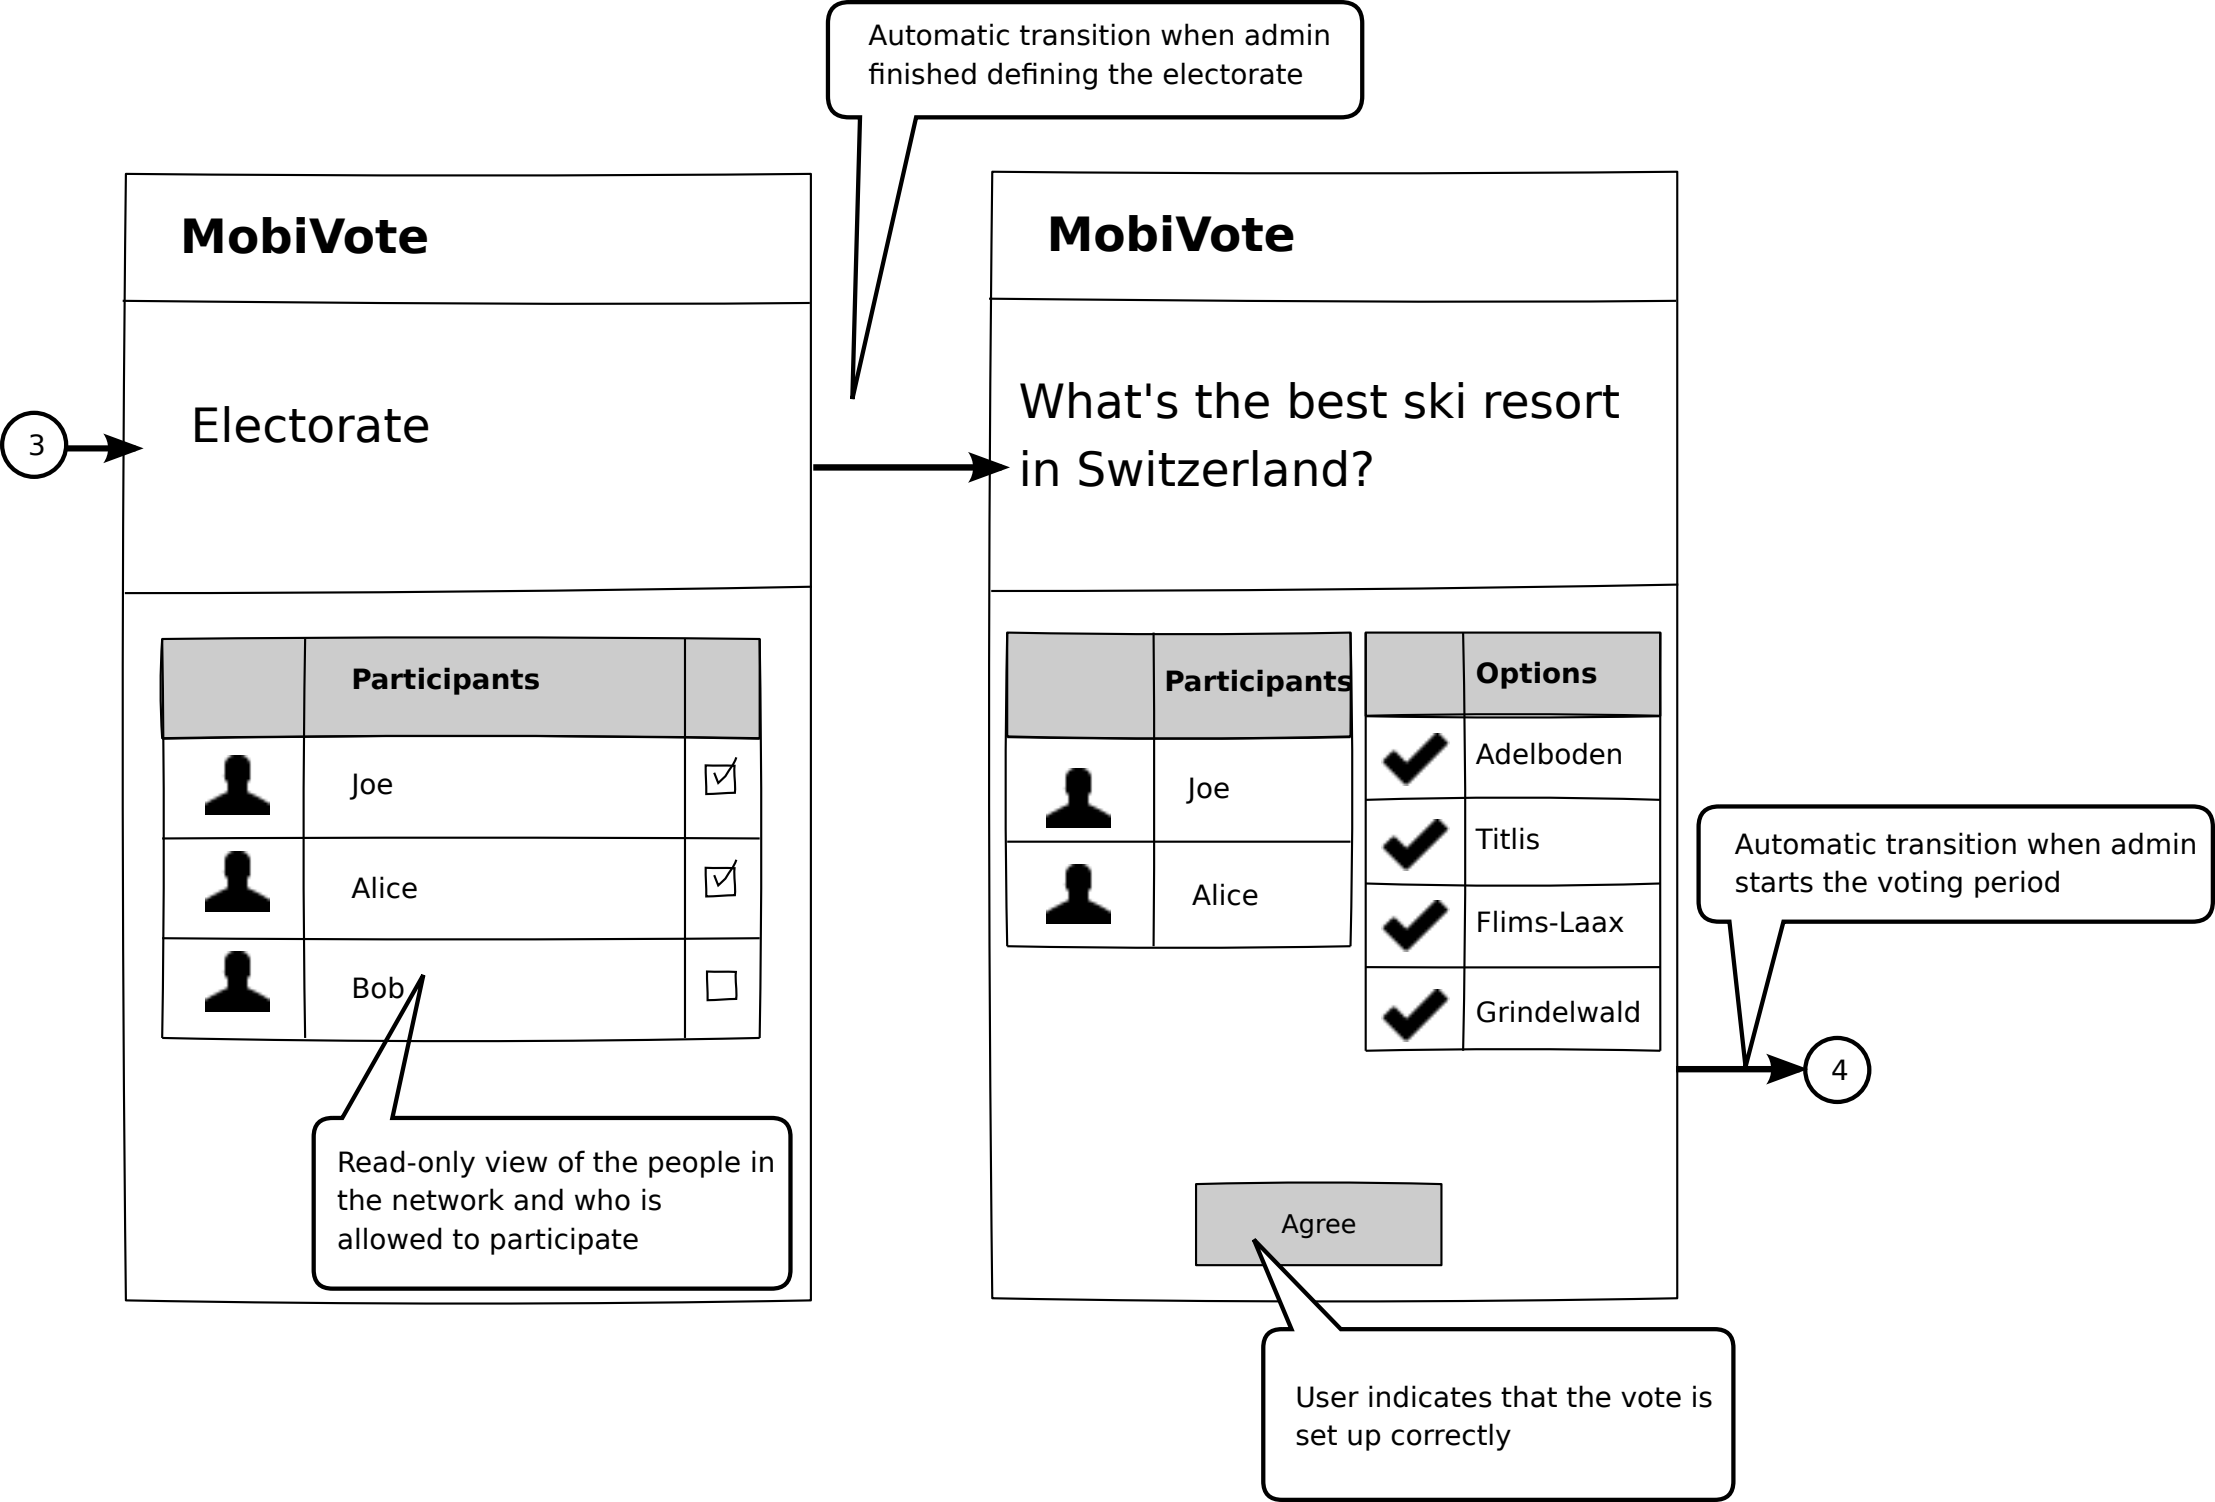 Automatic transition when admin
finished defining the electorate
MobiVote
Electorate
3
Participants
Joe
Alice
Bob
Read-only view of the people in
the network and who is
allowed to participate
MobiVote
What's the best ski resort
in Switzerland?
Participants
Joe
Alice
Options
Adelboden
Titlis
Flims-Laax
Grindelwald
Automatic transition when admin
starts the voting period
4
Agree
User indicates that the vote is
set up correctly